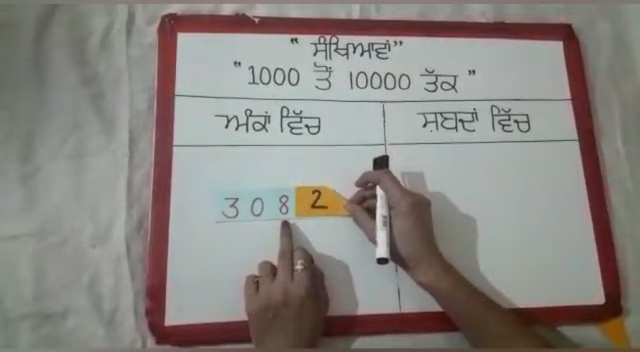 " ਸੰਖਿਆਵਾਂ"
" 1000 ਤੋਂ 10000 ਤੱਕ "
ਅੰਕਾਂ ਵਿੱਚ ਸ਼ਬਦਾਂ ਵਿੱਚ
3 0 8 2